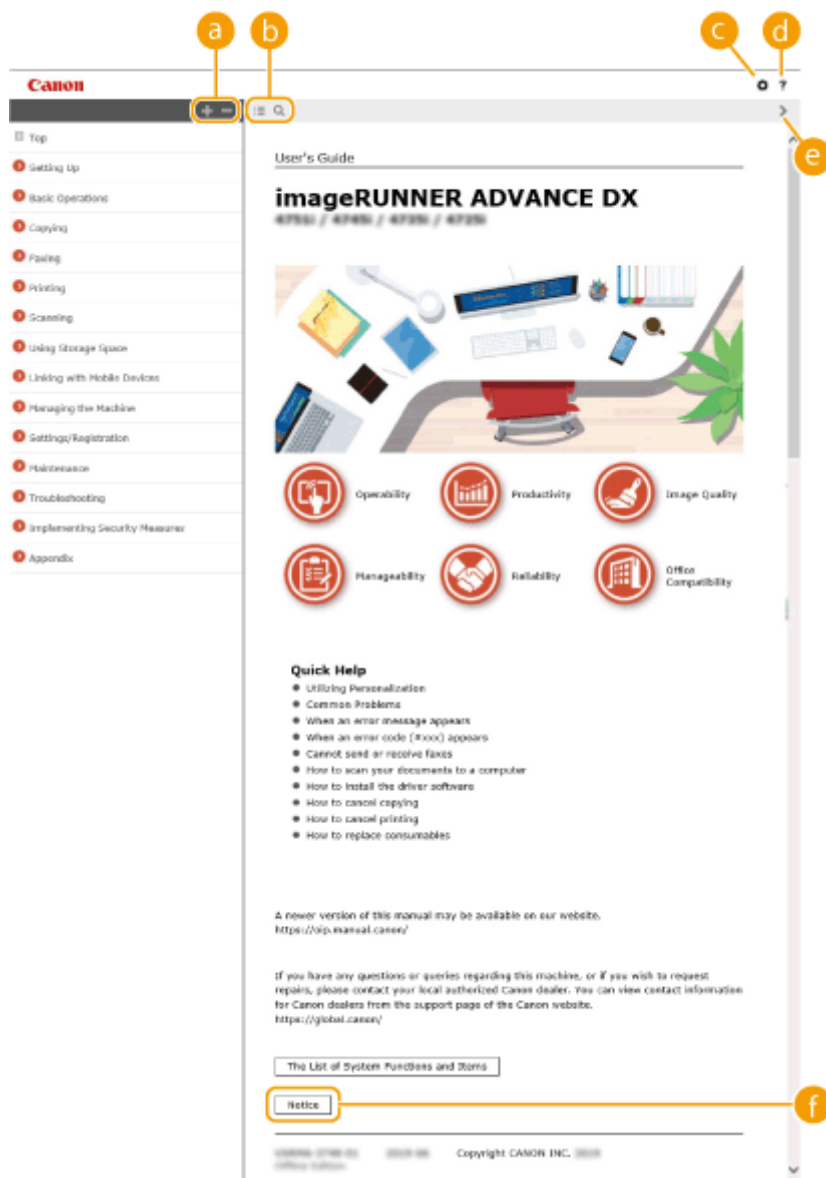 a
b
c
d
Canon
?
e
Top
Setting Up
Basic Operations
Copying
Faxing
Printing
Scanning
Using Storage Space
Linking with Mobile Devices
Managing the Machine
Settings/Registration
Maintenance
Troubleshooting
Implementing Security Measures
Appendix
User's Guide
imageRUNNER ADVANCE DX
4751i / 4745i / 4735i / 4725i
Operability
Productivity
Image Quality
Manageability
Reliability
Office
Compatibility
Quick Help
Utilizing Personalization
Common Problems
When an error message appears
When an error code (#xxx) appears
Cannot send or receive faxes
How to scan your documents to a computer
How to install the driver software
How to cancel copying
How to cancel printing
How to replace consumables
A newer version of this manual may be available on our website.
https://oip.manual.canon/
If you have any questions or queries regarding this machine, or if you wish to request
repairs, please contact your local authorized Canon dealer. You can view contact information
for Canon dealers from the support page of the Canon website.
https://global.canon/
The List of System Functions and Items
Notice
f
Copyright CANON INC.